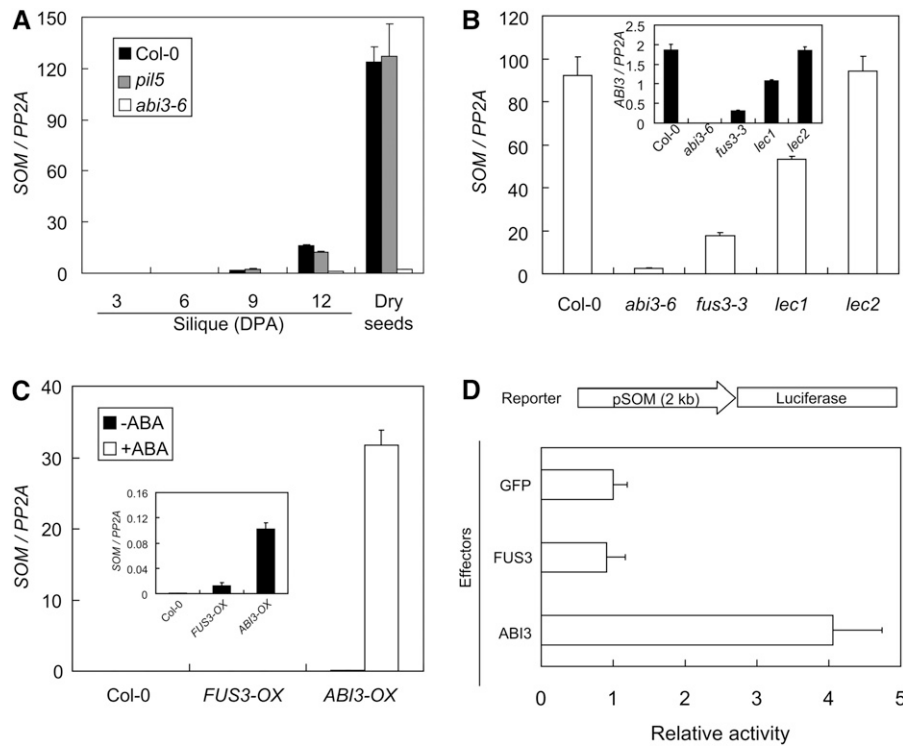 A
SOM / PP2A
150
120
90
60
30
0
Col-0
pil5
abi3-6
3 6 9 12 Dry seeds
Silique (DPA)
B
SOM / PP2A
120
100
80
60
40
20
0
ABI3 / PP2A
2
1.5
1
0.5
0
Col-0 abi3-6 fus3-3 lec1 lec2
Col-0 abi3-6 fus3-3 lec1 lec2
C
SOM / PP2A
40
30
20
10
0
-ABA
+ABA
SOM / PP2A
0.16
0.12
0.08
0.04
0
Col-0 FUS3-OX ABI3-OX
Col-0 FUS3-OX ABI3-OX
D
Reporter pSOM (2 kb) Luciferase
Effectors
GFP
FUS3
ABI3
0 1 2 3 4 5
Relative activity